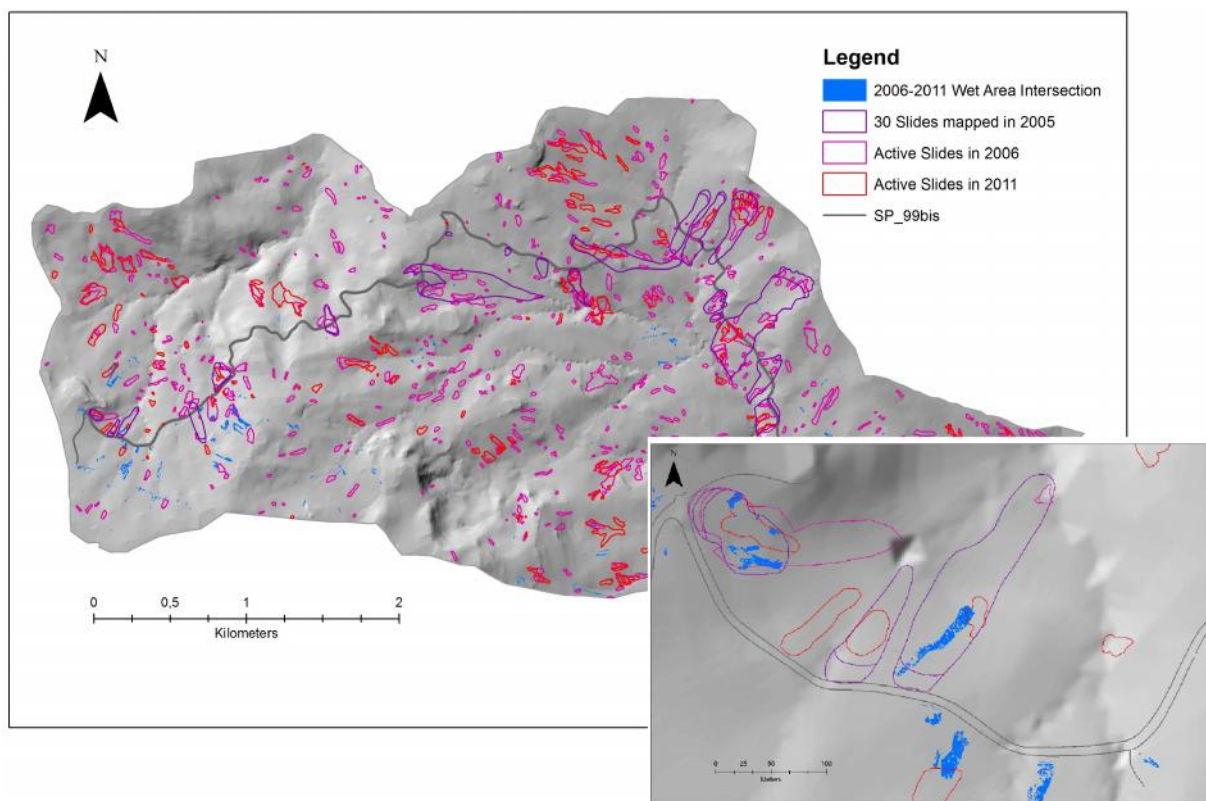 N
Legend
2006-2011 Wet Area Intersection
30 Slides mapped in 2005
Active Slides in 2006
Active Slides in 2011
SP_99bis
0 0,5 1 2
Kilometers
N
0 25 50 100
Meters